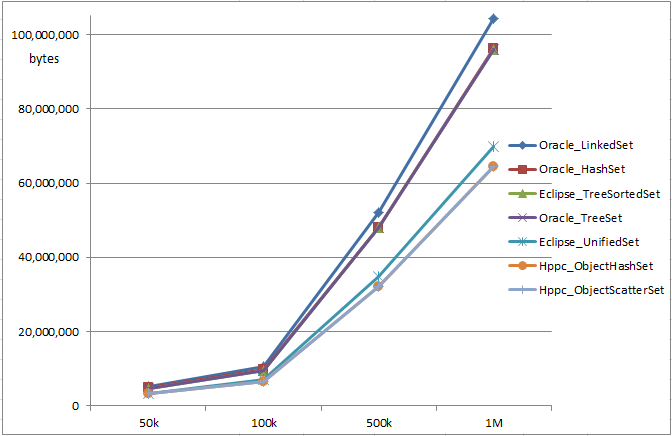 100,000,000
bytes
80,000,000
60,000,000
40,000,000
20,000,000
0
50k
100k
500k
1M
Oracle_LinkedSet
Oracle_HashSet
Eclipse_TreeSortedSet
Oracle_TreeSet
Eclipse_UnifiedSet
Hppc_ObjectHashSet
Hppc_ObjectScatterSet